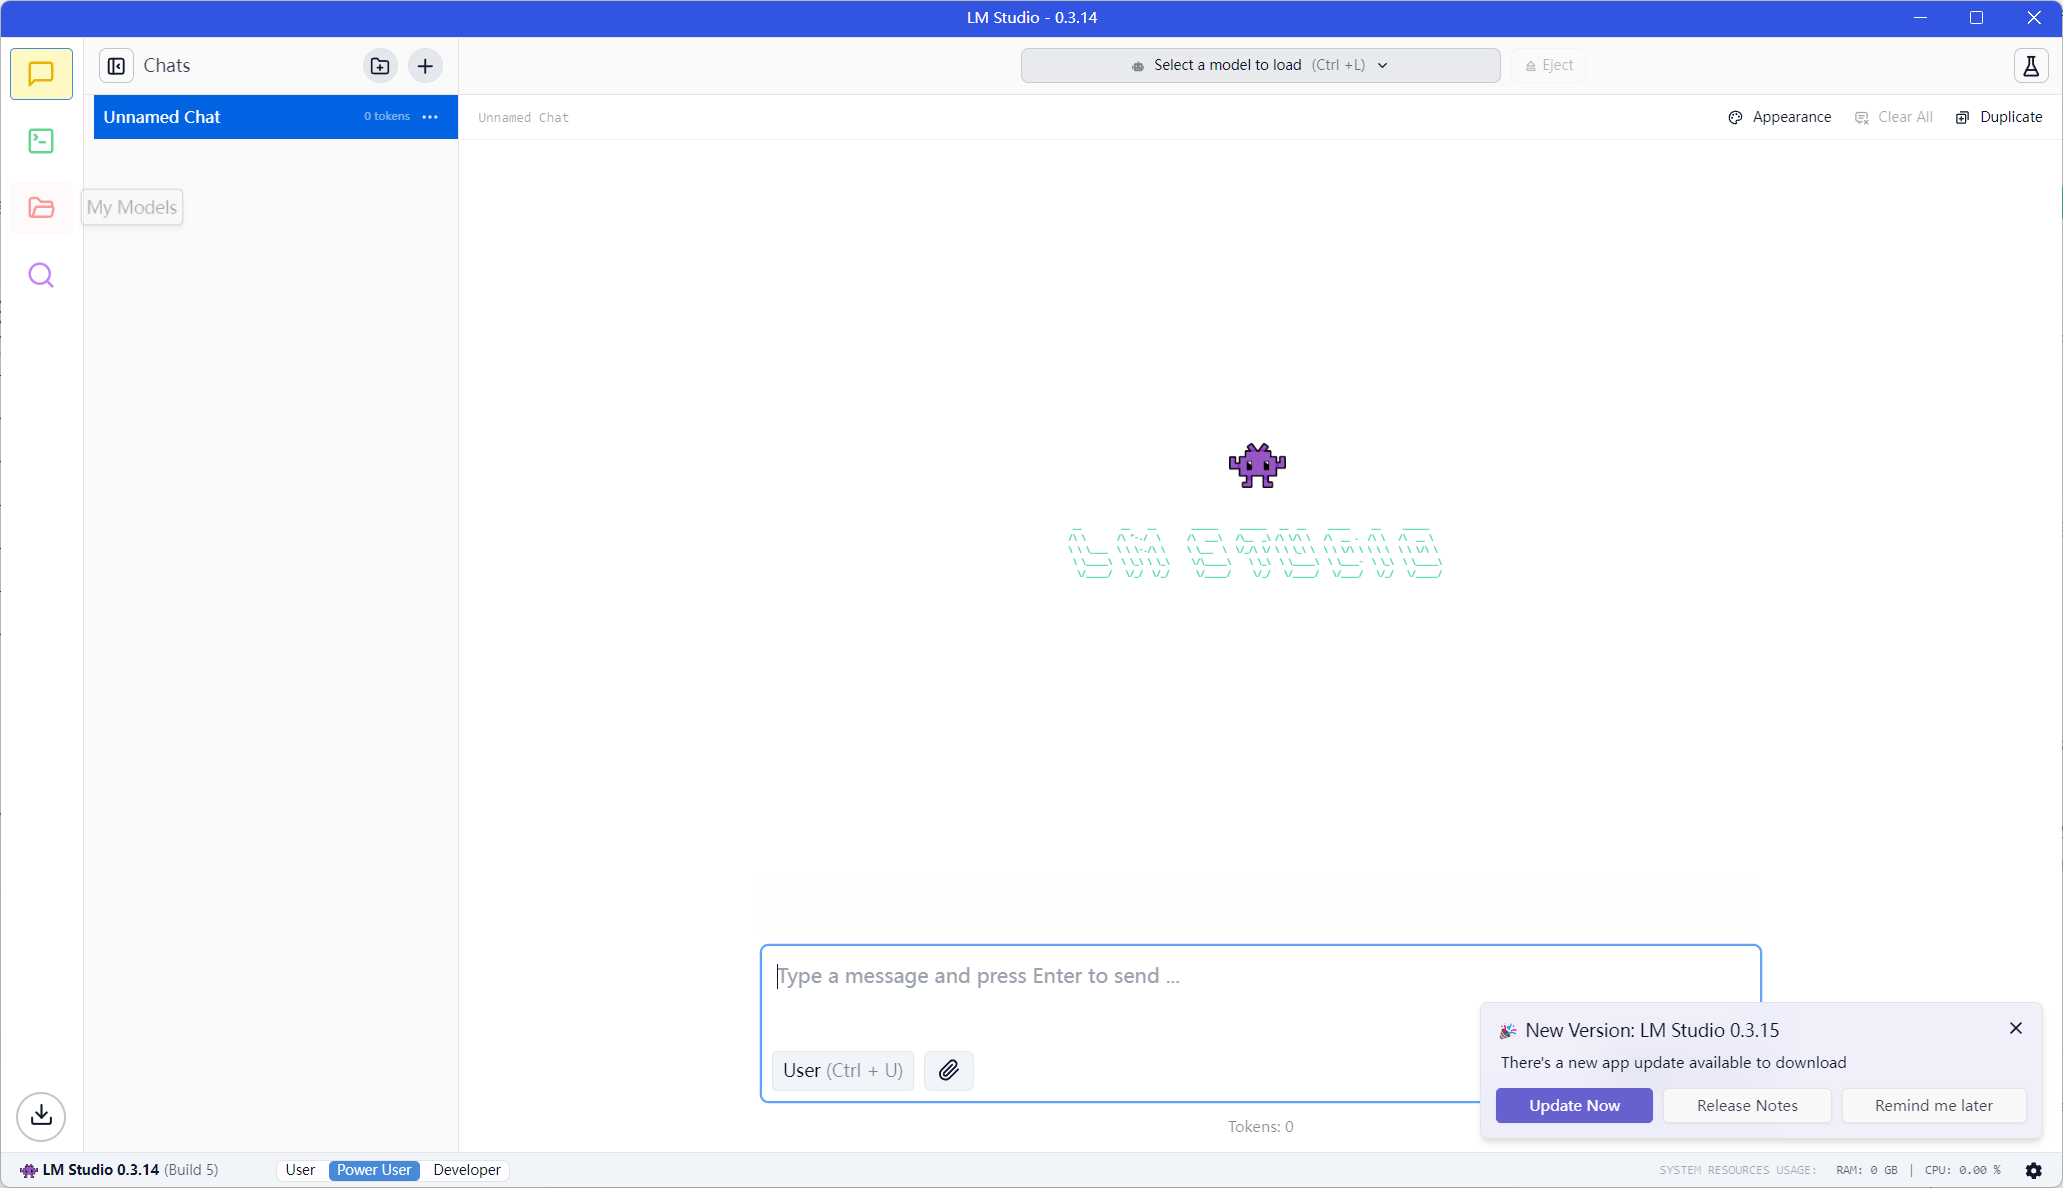 LM Studio - 0.3.14
Chats
Select a model to load (Ctrl +L)
Eject
Unnamed Chat
0 tokens
Unnamed Chat
Appearance
Clear All
Duplicate
My Models
LM STUDIO
Type a message and press Enter to send ...
User (Ctrl + U)
Tokens: 0
New Version: LM Studio 0.3.15
There's a new app update available to download
Update Now
Release Notes
Remind me later
LM Studio 0.3.14 (Build 5)
User
Power User
Developer
SYSTEM RESOURCES USAGE:
RAM: 0 GB | CPU: 0.00 %